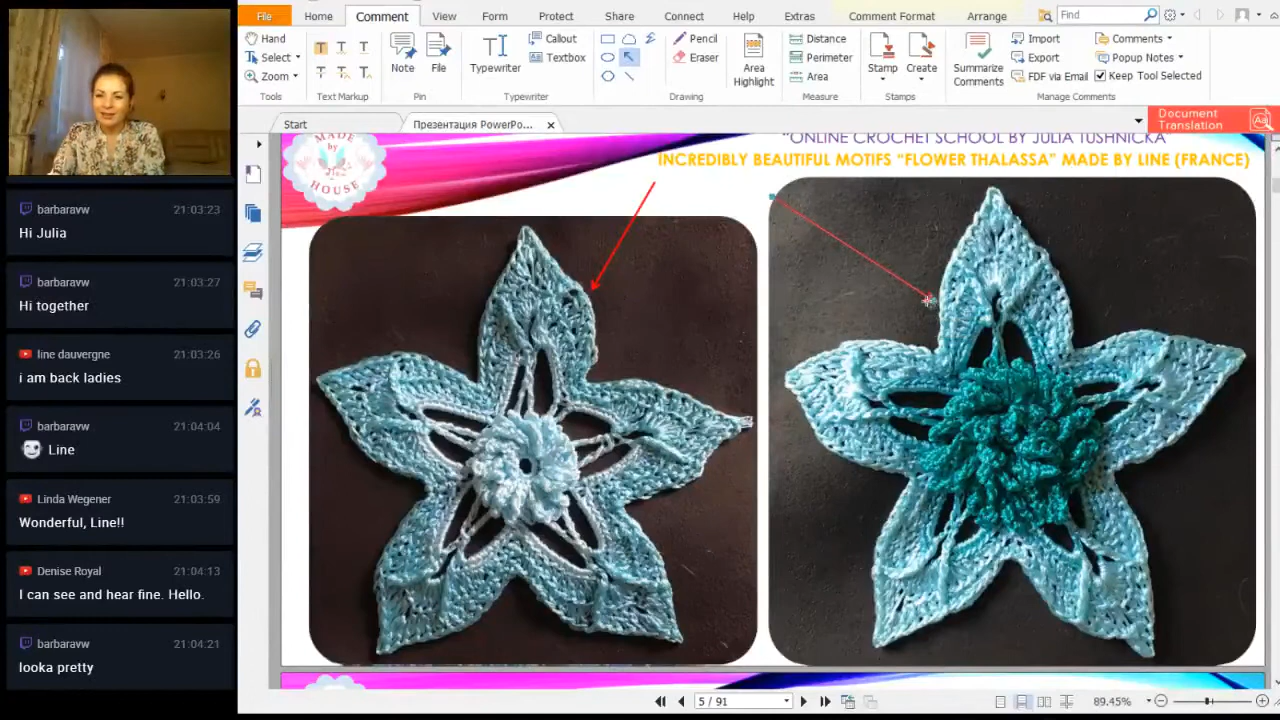 File Home Comment View Form Protect Share Connect Help Extras Comment Format Arrange Find
Hand
Select
Zoom
Tools
Text Markup
Note
File
Pin
Typewriter
Callout
Textbox
Typewriter
Pencil
Eraser
Drawing
Area
Highlight
Distance
Perimeter
Area
Measure
Stamp
Create
Stamps
Summarize
Comments
Import
Export
FDF via Email
Comments
Popup Notes
Keep Tool Selected
Manage Comments
Start
Презентация PowerPo...
Document
Translation
Aa
barbaravw 21:03:23
Hi Julia
barbaravw 21:03:27
Hi together
line dauvergne 21:03:26
i am back ladies
barbaravw 21:04:04
Line
Linda Wegener 21:03:59
Wonderful, Line!!
Denise Royal 21:04:13
I can see and hear fine. Hello.
barbaravw 21:04:21
looka pretty
MADE
by
HOUSE
"ONLINE CROCHET SCHOOL BY JULIA TUSHNICKA"
INCREDIBLY BEAUTIFUL MOTIFS "FLOWER THALASSA" MADE BY LINE (FRANCE)
5 / 91
89.45%